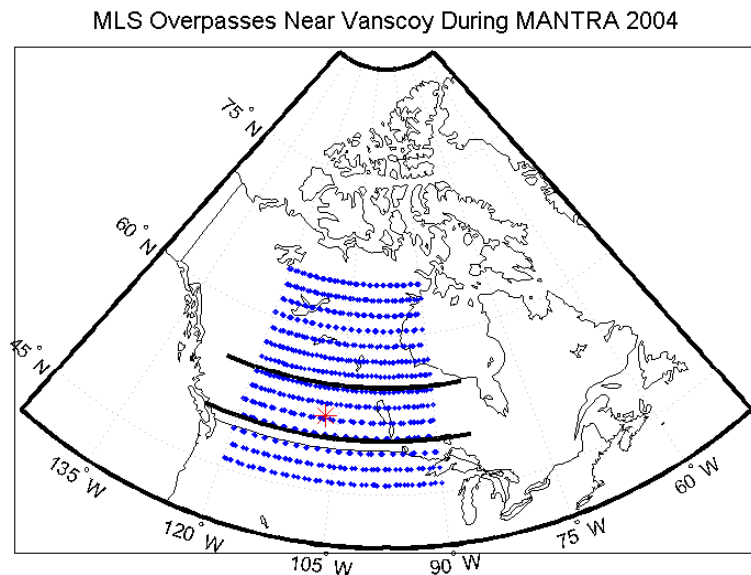 MLS Overpasses Near Vanscoy During MANTRA 2004
75° N
60° N
45° N
135° W
120° W
105° W
90° W
75° W
60° W